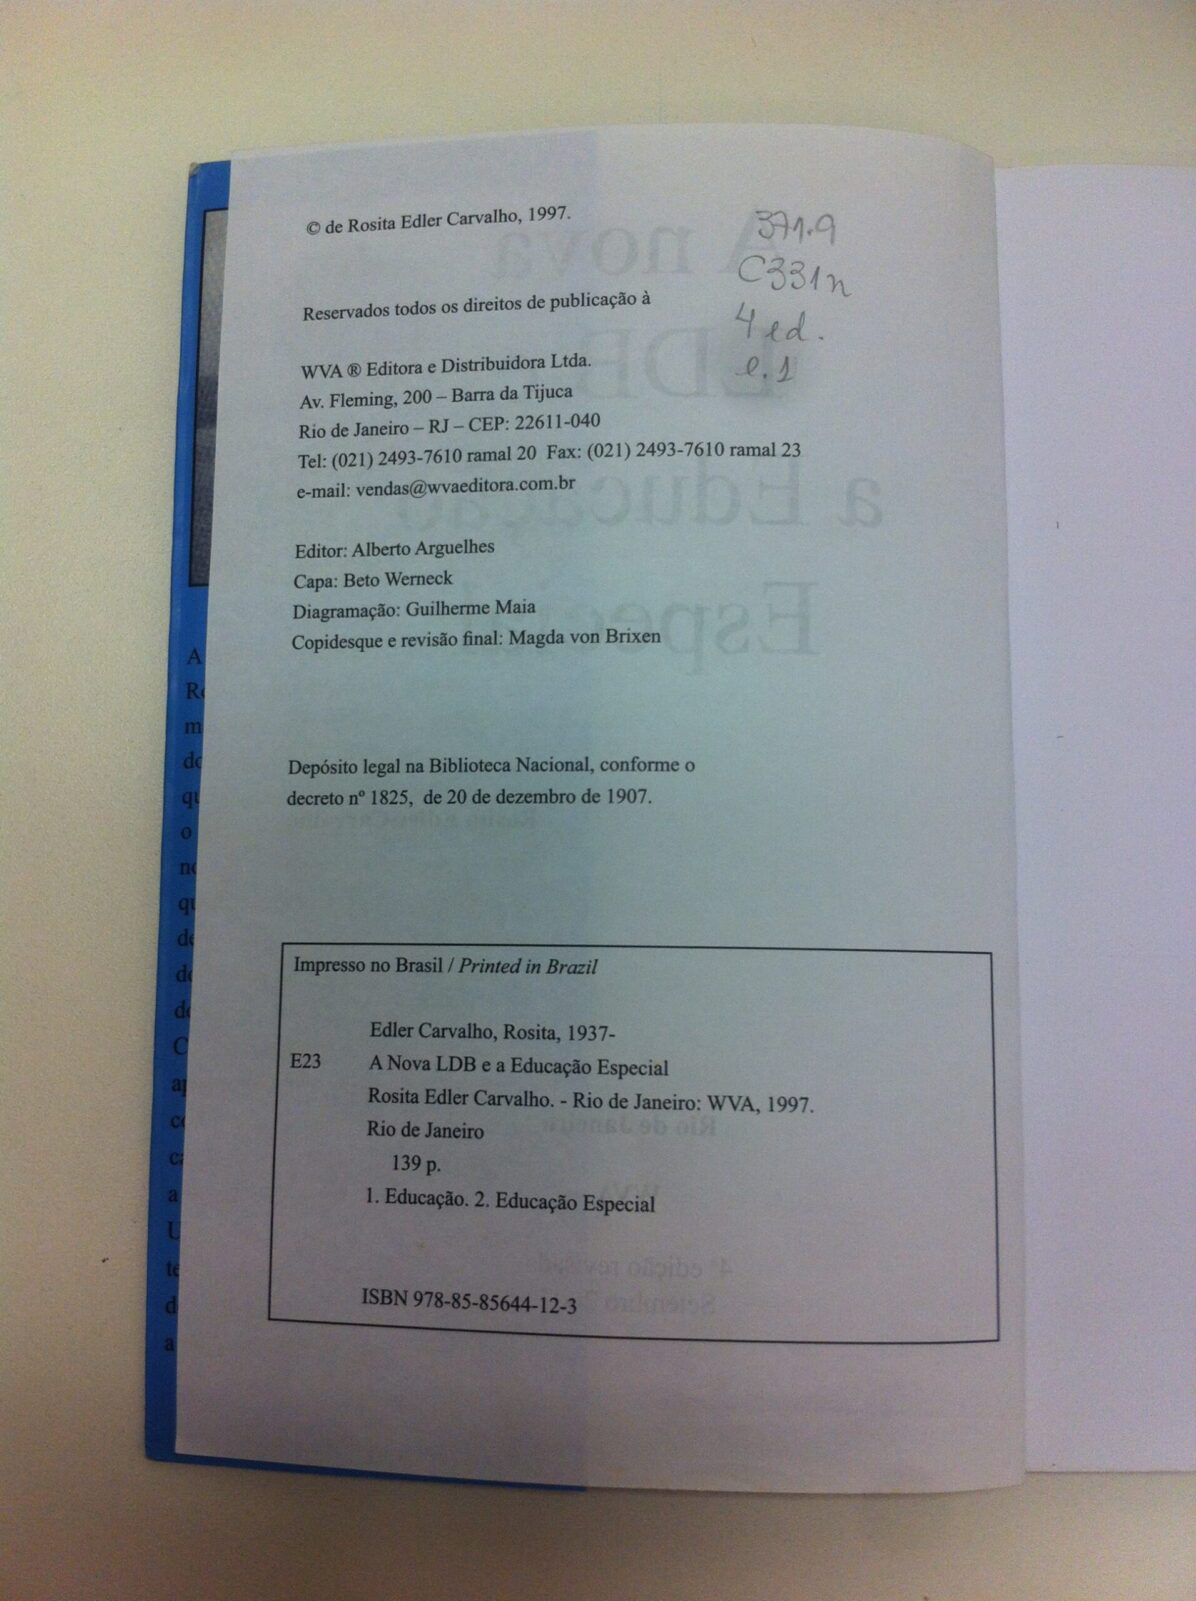 © de Rosita Edler Carvalho, 1997.
371.9
C331n
4 ed.
e.1
Reservados todos os direitos de publicação à
WVA ® Editora e Distribuidora Ltda.
Av. Fleming, 200 – Barra da Tijuca
Rio de Janeiro – RJ – CEP: 22611-040
Tel: (021) 2493-7610 ramal 20 Fax: (021) 2493-7610 ramal 23
e-mail: vendas@wvaeditora.com.br
Editor: Alberto Arguelhes
Capa: Beto Werneck
Diagramação: Guilherme Maia
Copidesque e revisão final: Magda von Brixen
Depósito legal na Biblioteca Nacional, conforme o
decreto nº 1825, de 20 de dezembro de 1907.
Impresso no Brasil / Printed in Brazil
Edler Carvalho, Rosita, 1937-
E23 A Nova LDB e a Educação Especial
Rosita Edler Carvalho. - Rio de Janeiro: WVA, 1997.
Rio de Janeiro
139 p.
1. Educação. 2. Educação Especial
ISBN 978-85-85644-12-3